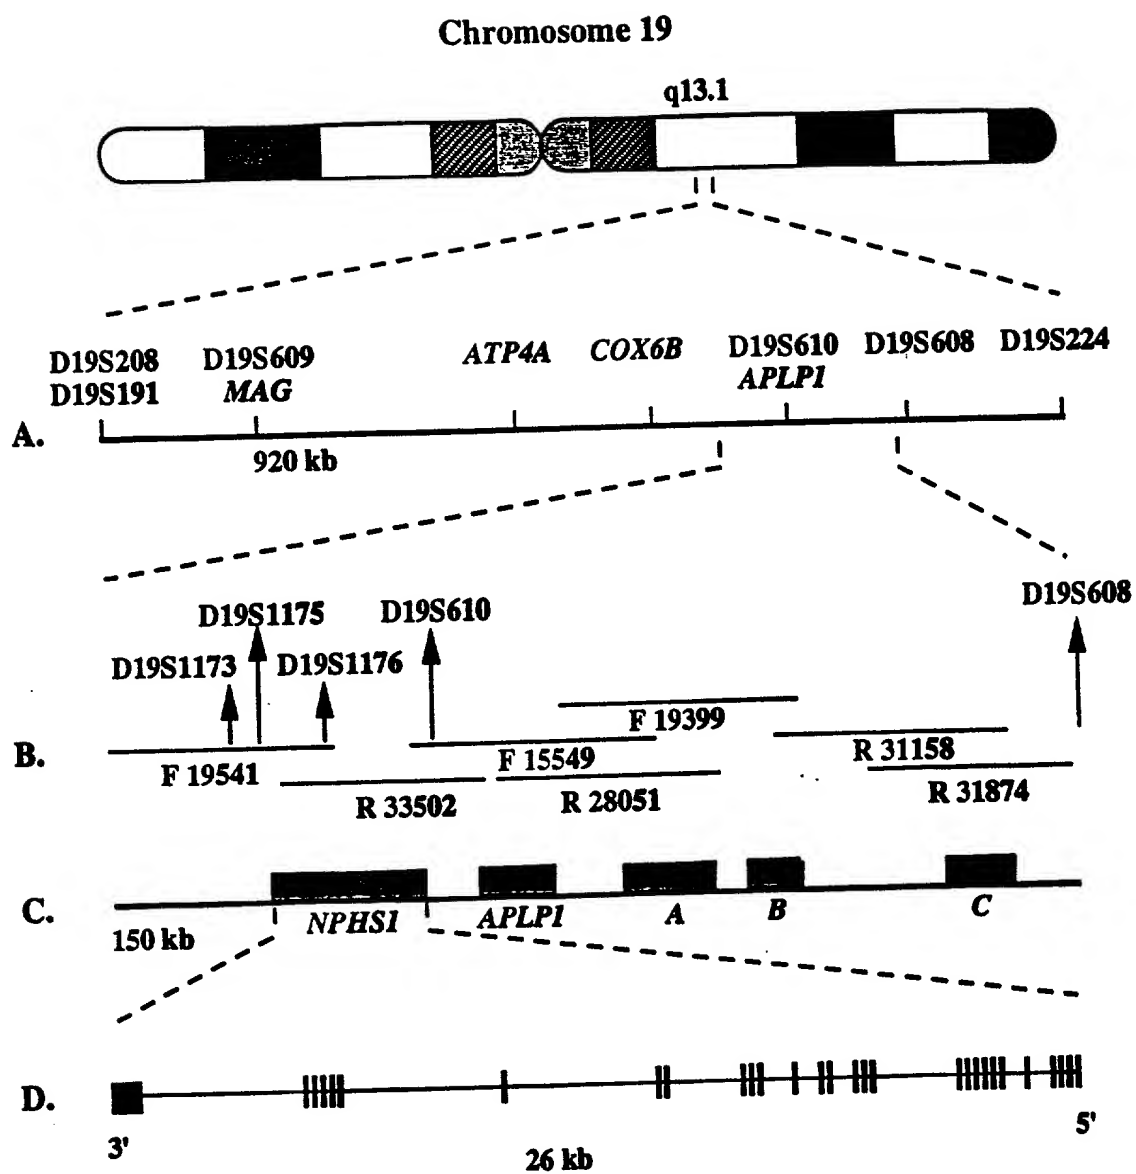 Chromosome 19
q13.1
D19S208 D19S609 ATP4A COX6B D19S610 D19S608 D19S224
D19S191 MAG APLP1
A.
920 kb
D19S1175 D19S610 D19S608
D19S1173 D19S1176
F 19399
B. F 19541 F 15549 R 31158
R 33502 R 28051 R 31874
C. NPHS1 APLP1 A B C
150 kb
D.
3' 5'
26 kb